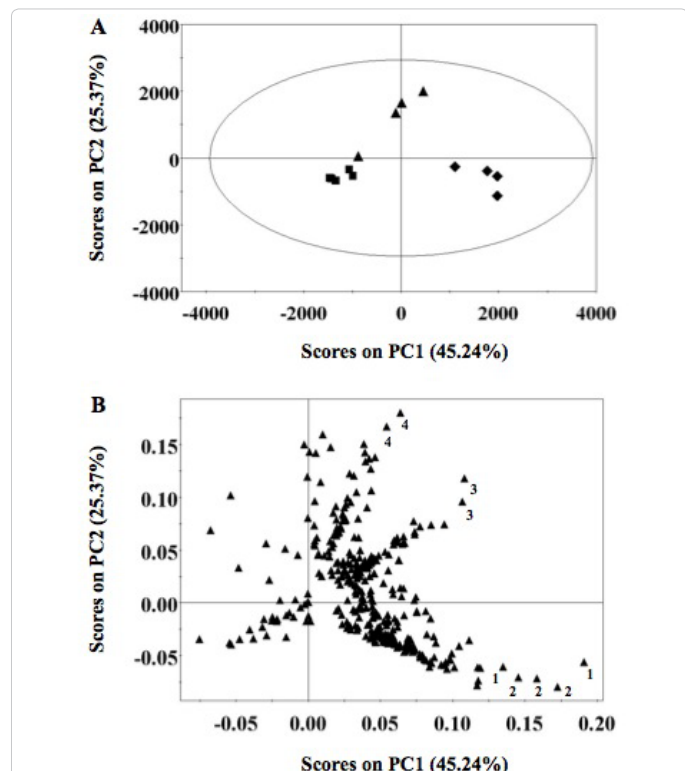 A
Scores on PC2 (25.37%)
4000
2000
0
-2000
-4000
-4000 -2000 0 2000 4000
Scores on PC1 (45.24%)
B
Scores on PC2 (25.37%)
0.15
0.10
0.05
0.00
-0.05
4
4
3
3
1
1
2 2 2
-0.05 0.00 0.05 0.10 0.15 0.20
Scores on PC1 (45.24%)